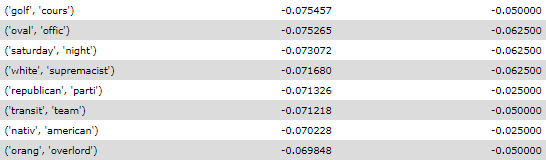 ('golf', 'cours') -0.075457 -0.050000
('oval', 'offic') -0.075265 -0.062500
('saturday', 'night') -0.073072 -0.062500
('white', 'supremacist') -0.071680 -0.062500
('republican', 'parti') -0.071326 -0.025000
('transit', 'team') -0.071218 -0.050000
('nativ', 'american') -0.070228 -0.025000
('orang', 'overlord') -0.069848 -0.050000